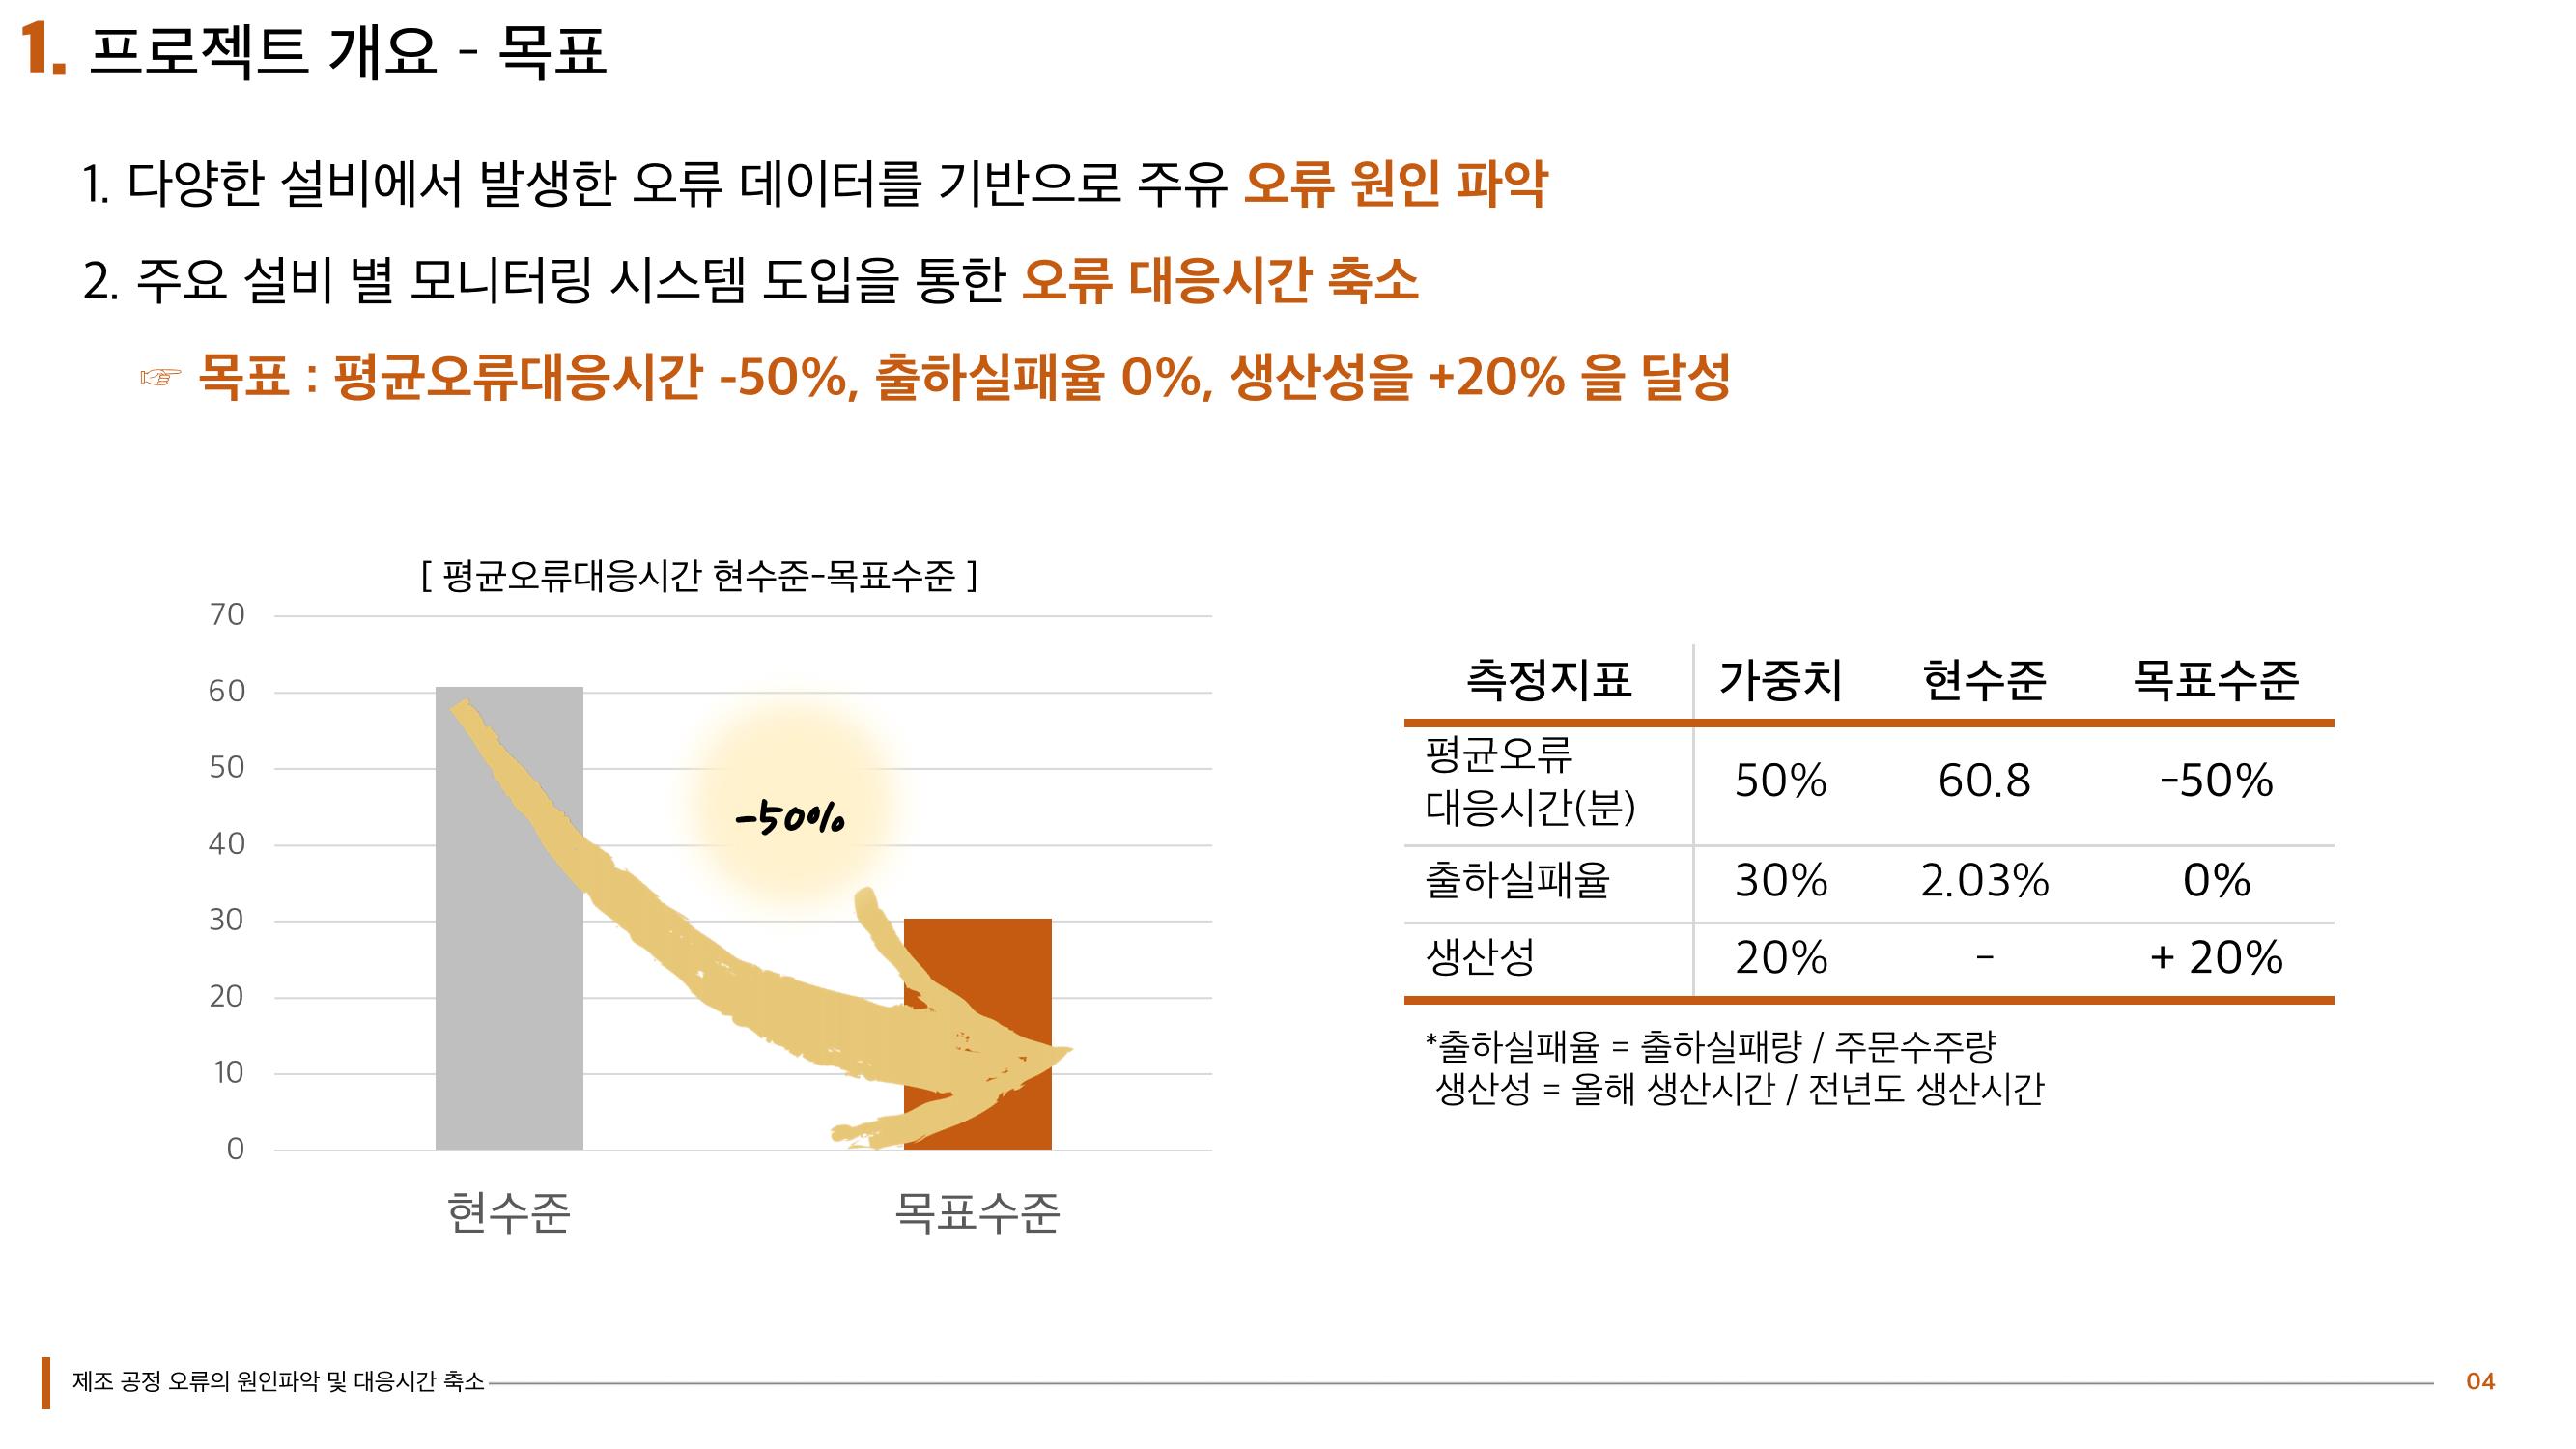 1. 프로젝트 개요 - 목표
1. 다양한 설비에서 발생한 오류 데이터를 기반으로 주유 오류 원인 파악
2. 주요 설비 별 모니터링 시스템 도입을 통한 오류 대응시간 축소
☞ 목표 : 평균오류대응시간 -50%, 출하실패율 0%, 생산성을 +20% 을 달성
[ 평균오류대응시간 현수준-목표수준 ]
70
60
50
40
30
20
10
0
-50%
현수준 목표수준
측정지표 가중치 현수준 목표수준
평균오류
대응시간(분) 50% 60.8 -50%
출하실패율 30% 2.03% 0%
생산성 20% - + 20%
*출하실패율 = 출하실패량 / 주문수주량
생산성 = 올해 생산시간 / 전년도 생산시간
제조 공정 오류의 원인파악 및 대응시간 축소 04